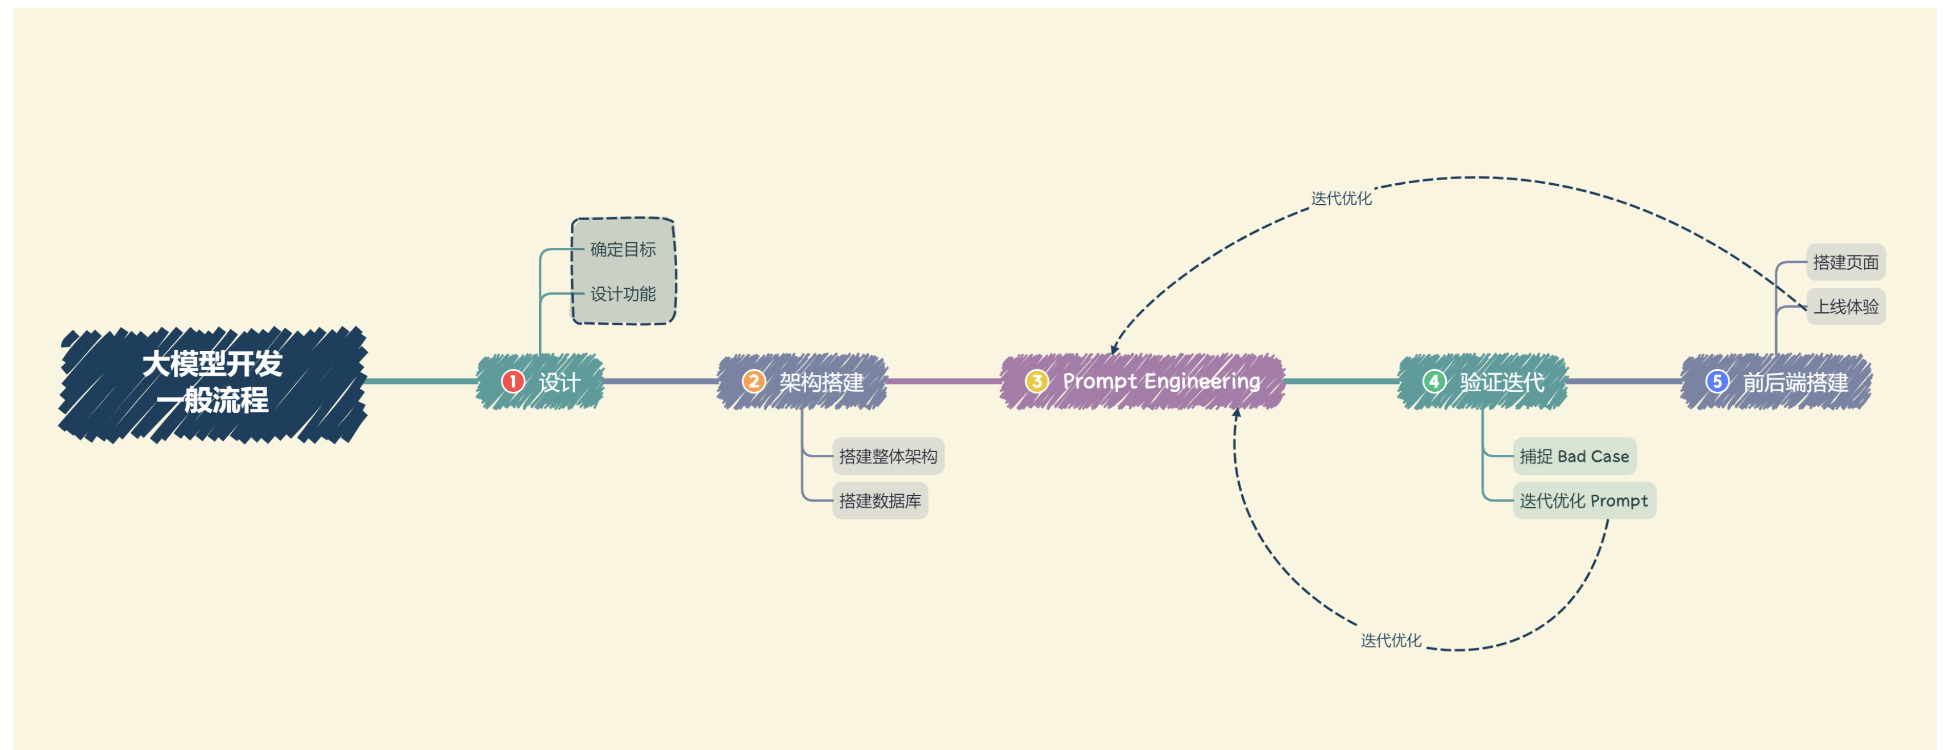 大模型开发
一般流程
1 设计
确定目标
设计功能
2 架构搭建
搭建整体架构
搭建数据库
3 Prompt Engineering
4 验证迭代
捕捉 Bad Case
迭代优化 Prompt
5 前后端搭建
搭建页面
上线体验
迭代优化
迭代优化